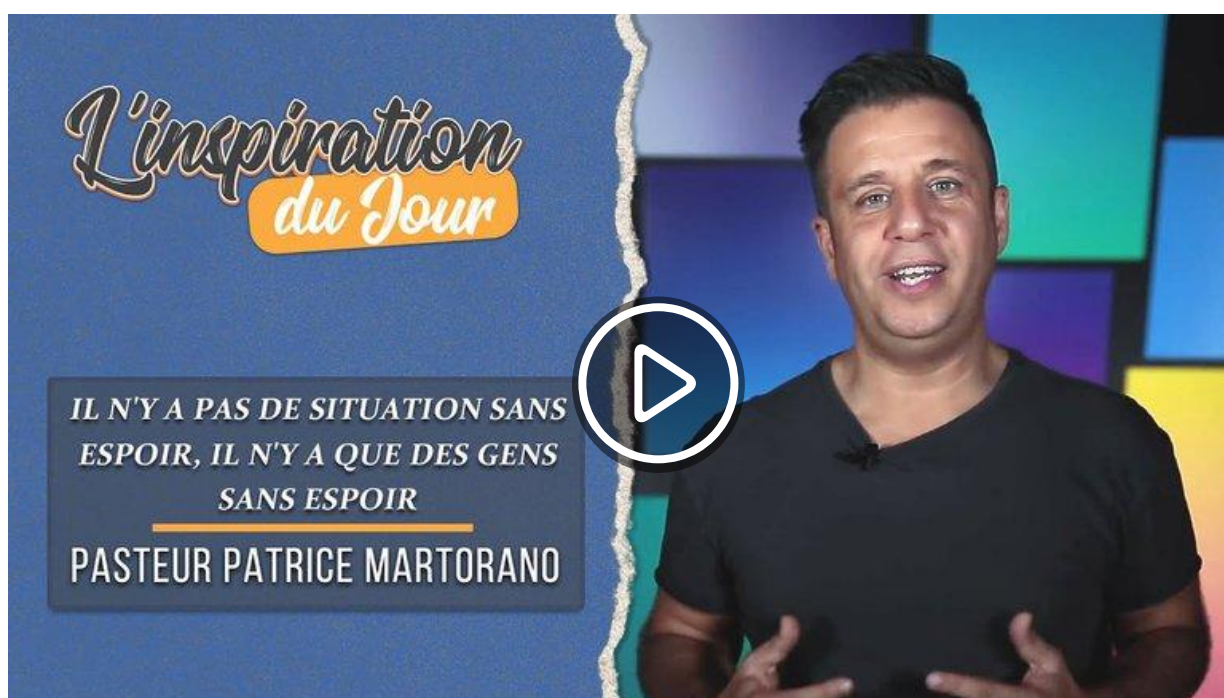 L'inspiration
du Jour
IL N'Y A PAS DE SITUATION SANS
ESPOIR, IL N'Y A QUE DES GENS
SANS ESPOIR
PASTEUR PATRICE MARTORANO